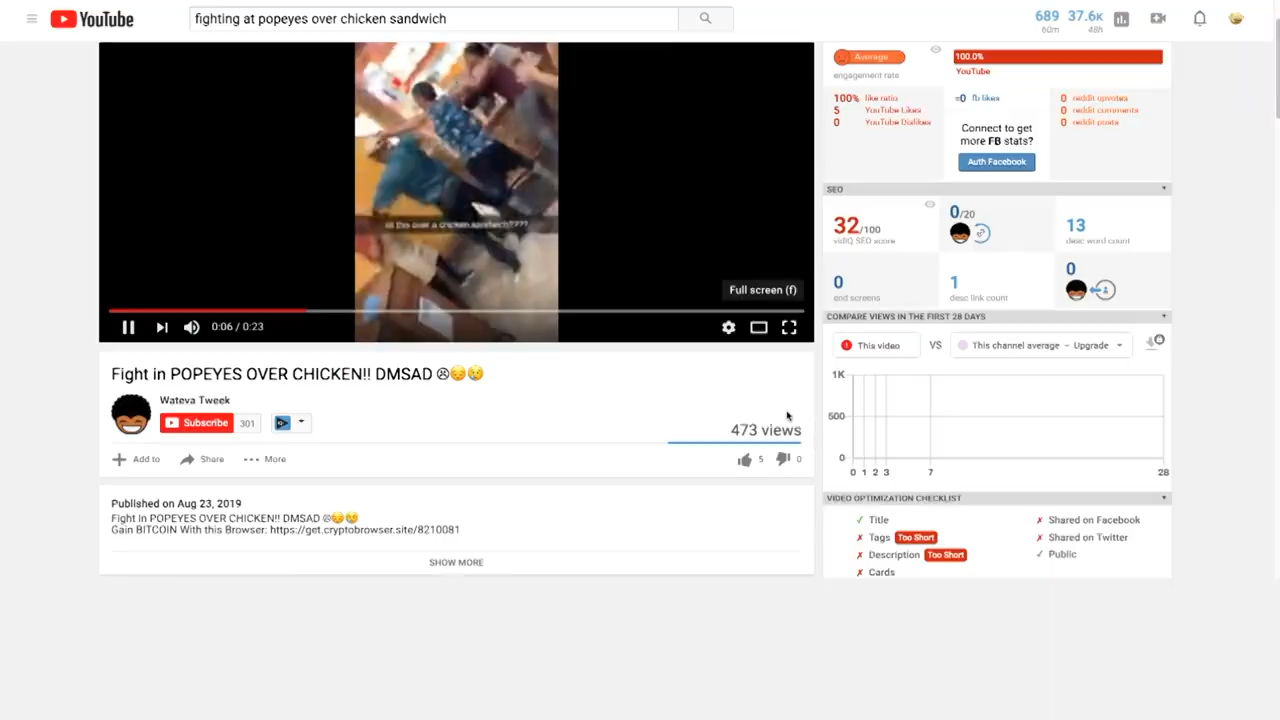 YouTube
fighting at popeyes over chicken sandwich
689
60m
37.6K
48h
all this over a chicken sandwich????
Full screen (f)
0:06 / 0:23
Fight in POPEYES OVER CHICKEN!! DMSAD 😢😔😢
Wateva Tweek
Subscribe 301
473 views
Add to
Share
More
5
0
Published on Aug 23, 2019
Fight In POPEYES OVER CHICKEN!! DMSAD 😢😔😢
Gain BITCOIN With this Browser: https://get.cryptobrowser.site/8210081
SHOW MORE
Average
engagement rate
100.0%
YouTube
100% like ratio
5 YouTube Likes
0 YouTube Dislikes
=0 fb likes
Connect to get
more FB stats?
Auth Facebook
0 reddit upvotes
0 reddit comments
0 reddit posts
SEO
32/100
vidIQ SEO score
0/20
13
desc word count
0
end screens
1
desc link count
0
COMPARE VIEWS IN THE FIRST 28 DAYS
This video
VS
This channel average - Upgrade
1K
500
0
0 1 2 3 7 28
VIDEO OPTIMIZATION CHECKLIST
✓ Title
✗ Tags Too Short
✗ Description Too Short
✗ Cards
✗ Shared on Facebook
✗ Shared on Twitter
✓ Public